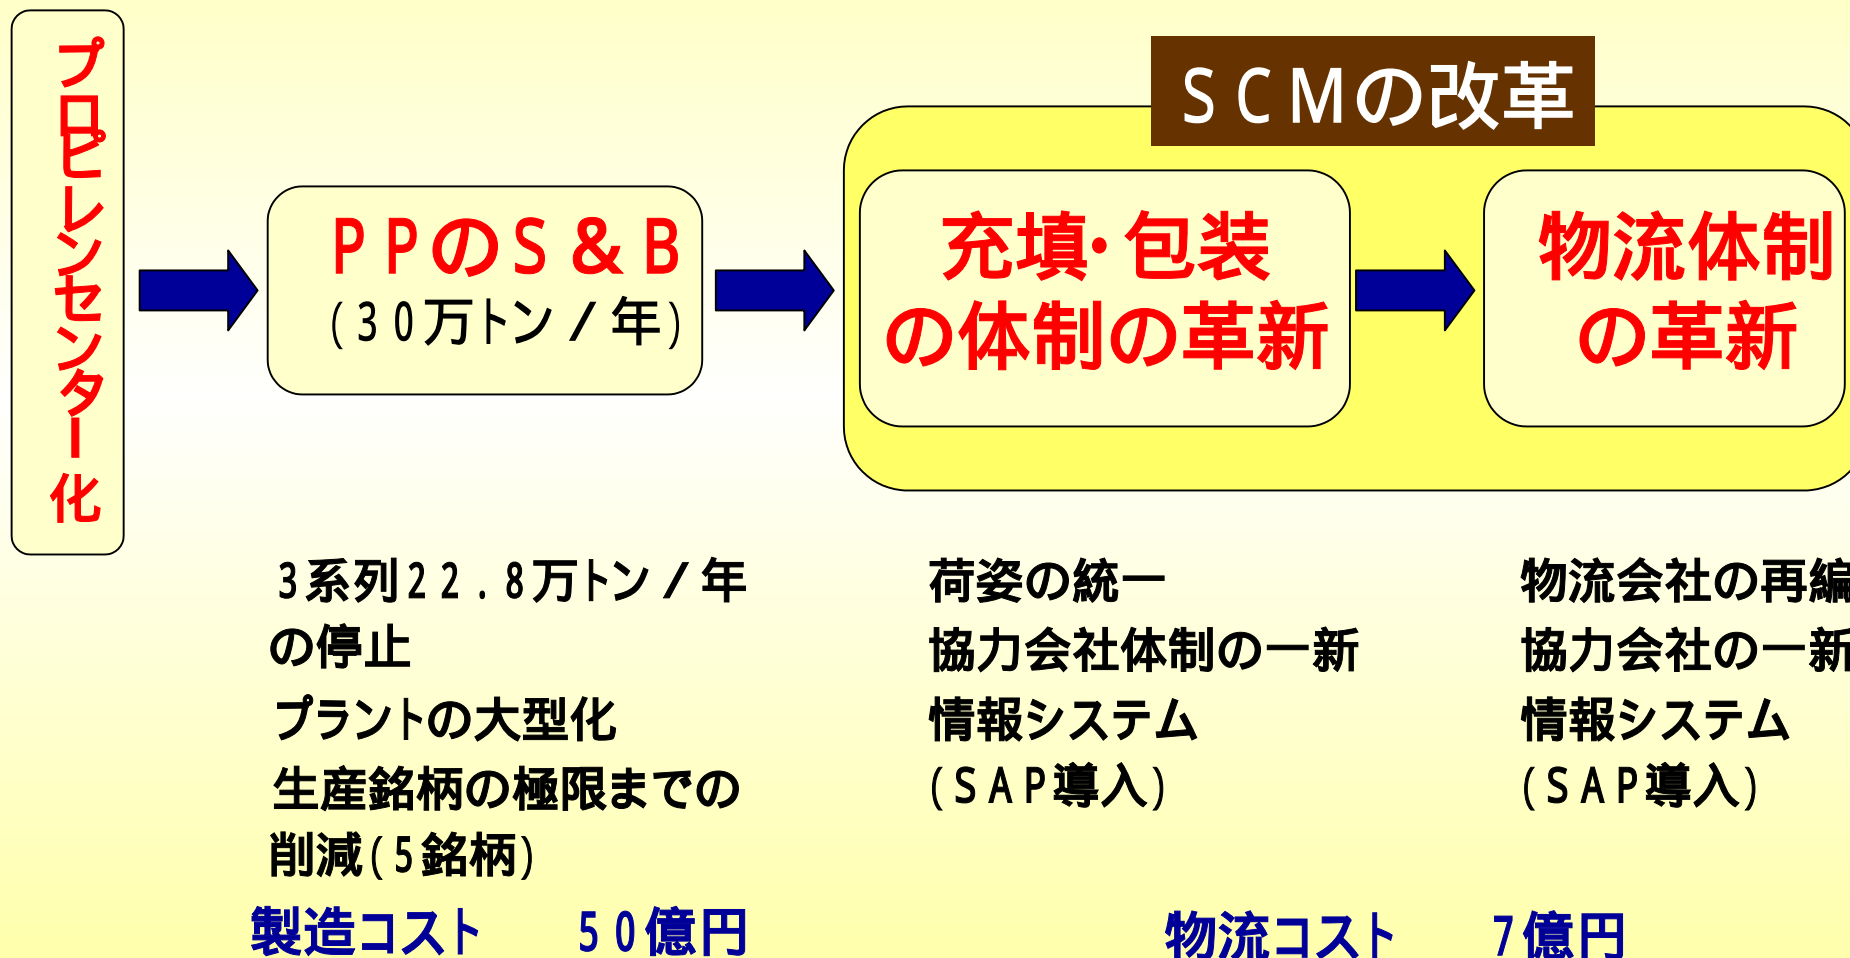 プロピレンセンター化
SCMの改革
PPのS&B
(30万トン/年)
充填・包装
の体制の革新
物流体制
の革新
3系列22.8万トン/年
の停止
プラントの大型化
生産銘柄の極限までの
削減(5銘柄)
製造コスト 50億円
荷姿の統一
協力会社体制の一新
情報システム
(SAP導入)
物流会社の再編
協力会社の一新
情報システム
(SAP導入)
物流コスト 7億円